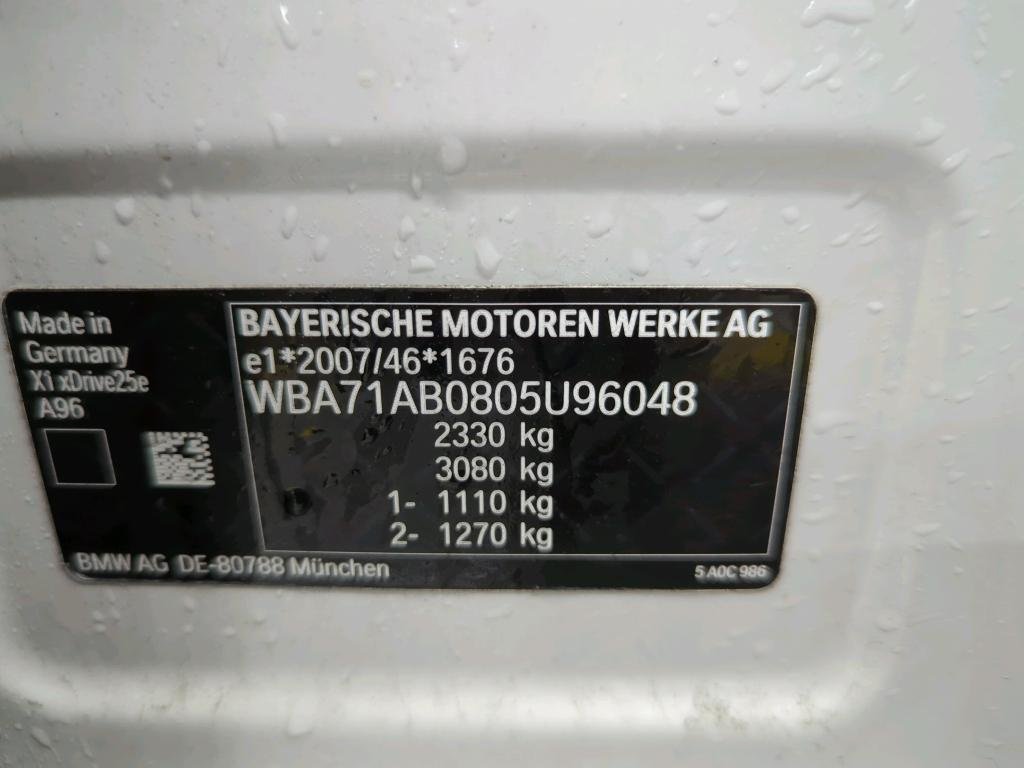 Made in
Germany
X1 xDrive25e
A96
BAYERISCHE MOTOREN WERKE AG
e1*2007/46*1676
WBA71AB0805U96048
2330 kg
3080 kg
1- 1110 kg
2- 1270 kg
BMW AG DE-80788 München
5 A0C 986